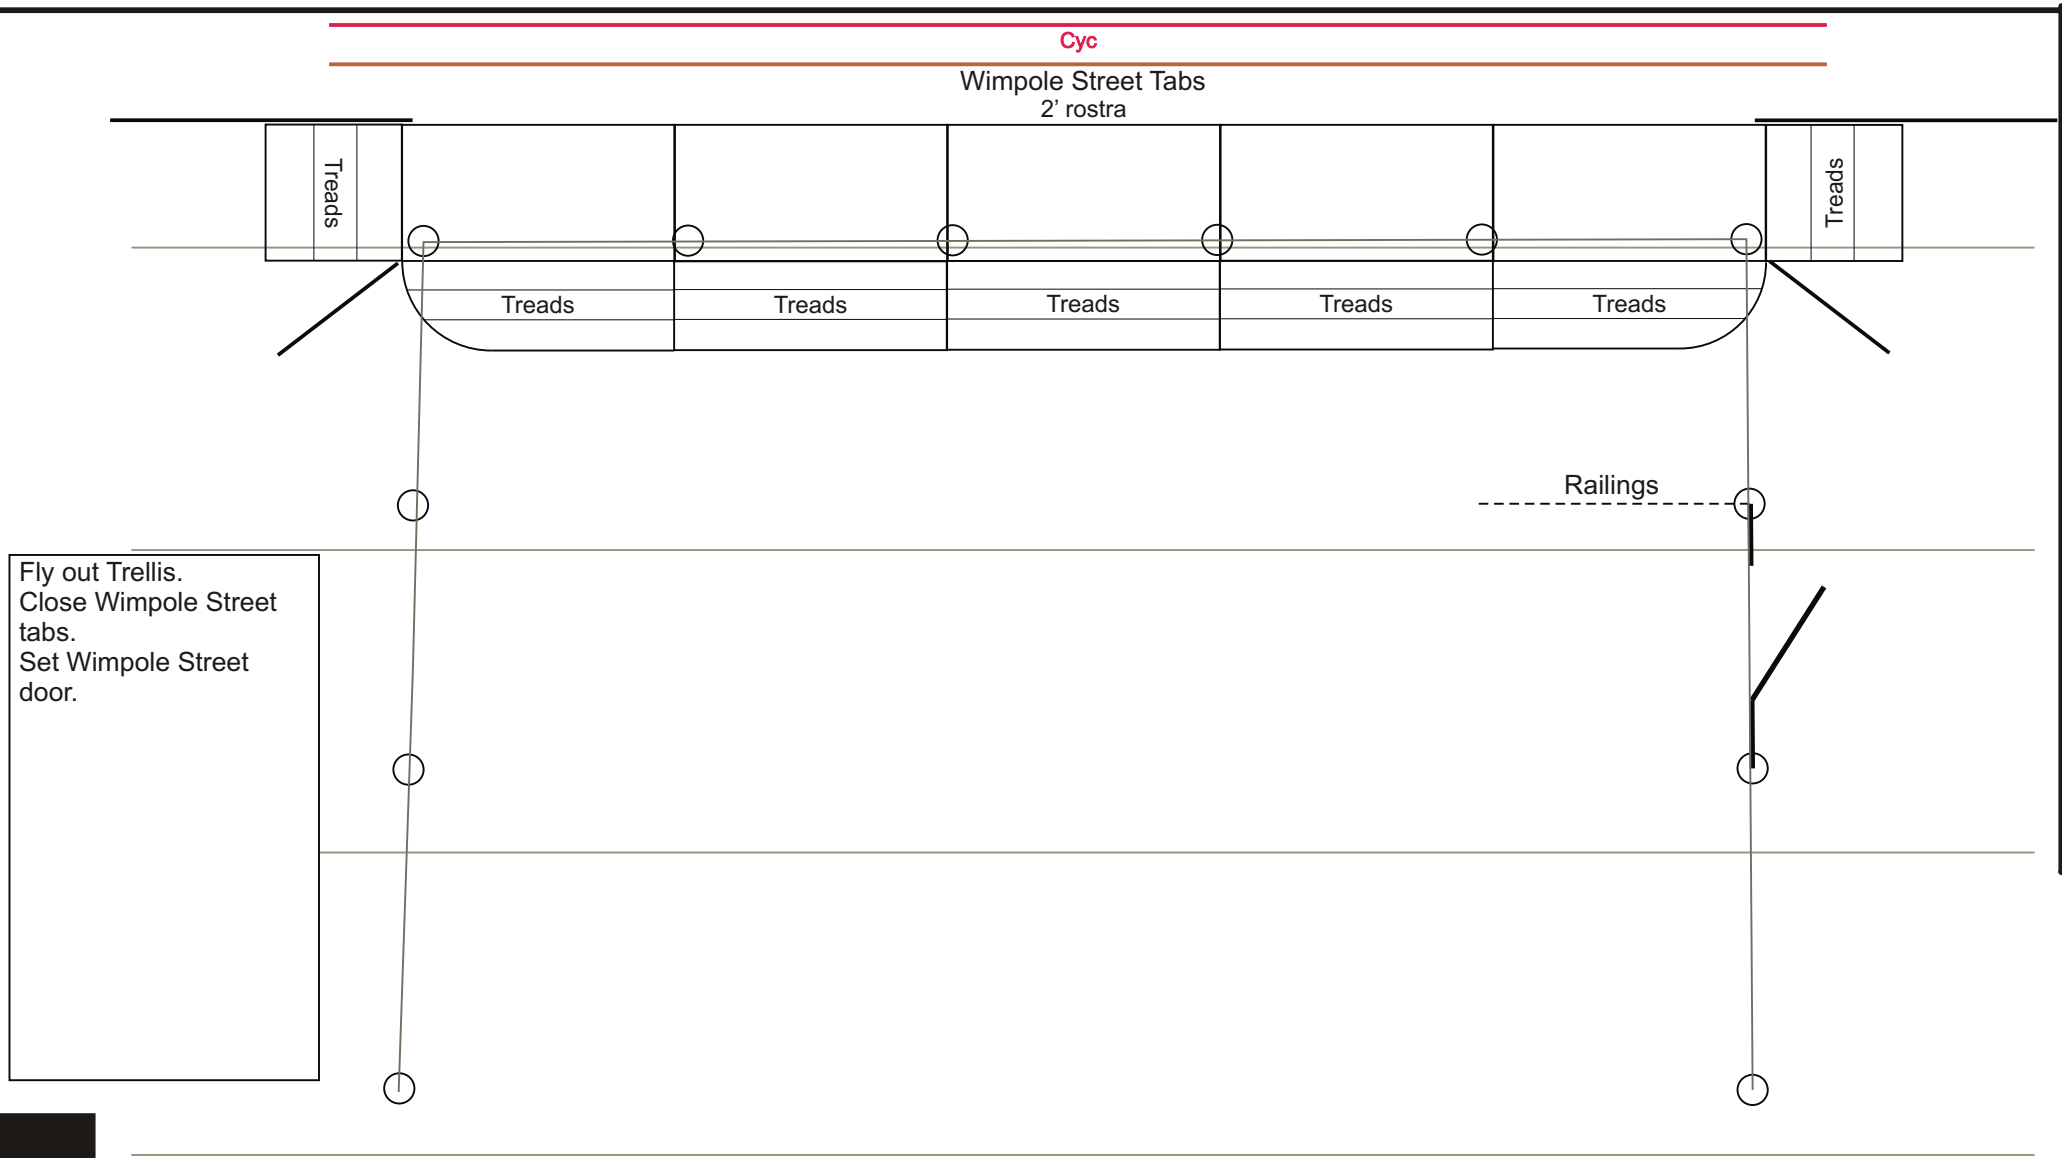 Cyc
Wimpole Street Tabs
2’ rostra
Treads
Treads
Treads
Treads
Treads
Treads
Treads
Railings
Fly out Trellis.
Close Wimpole Street
tabs.
Set Wimpole Street
door.